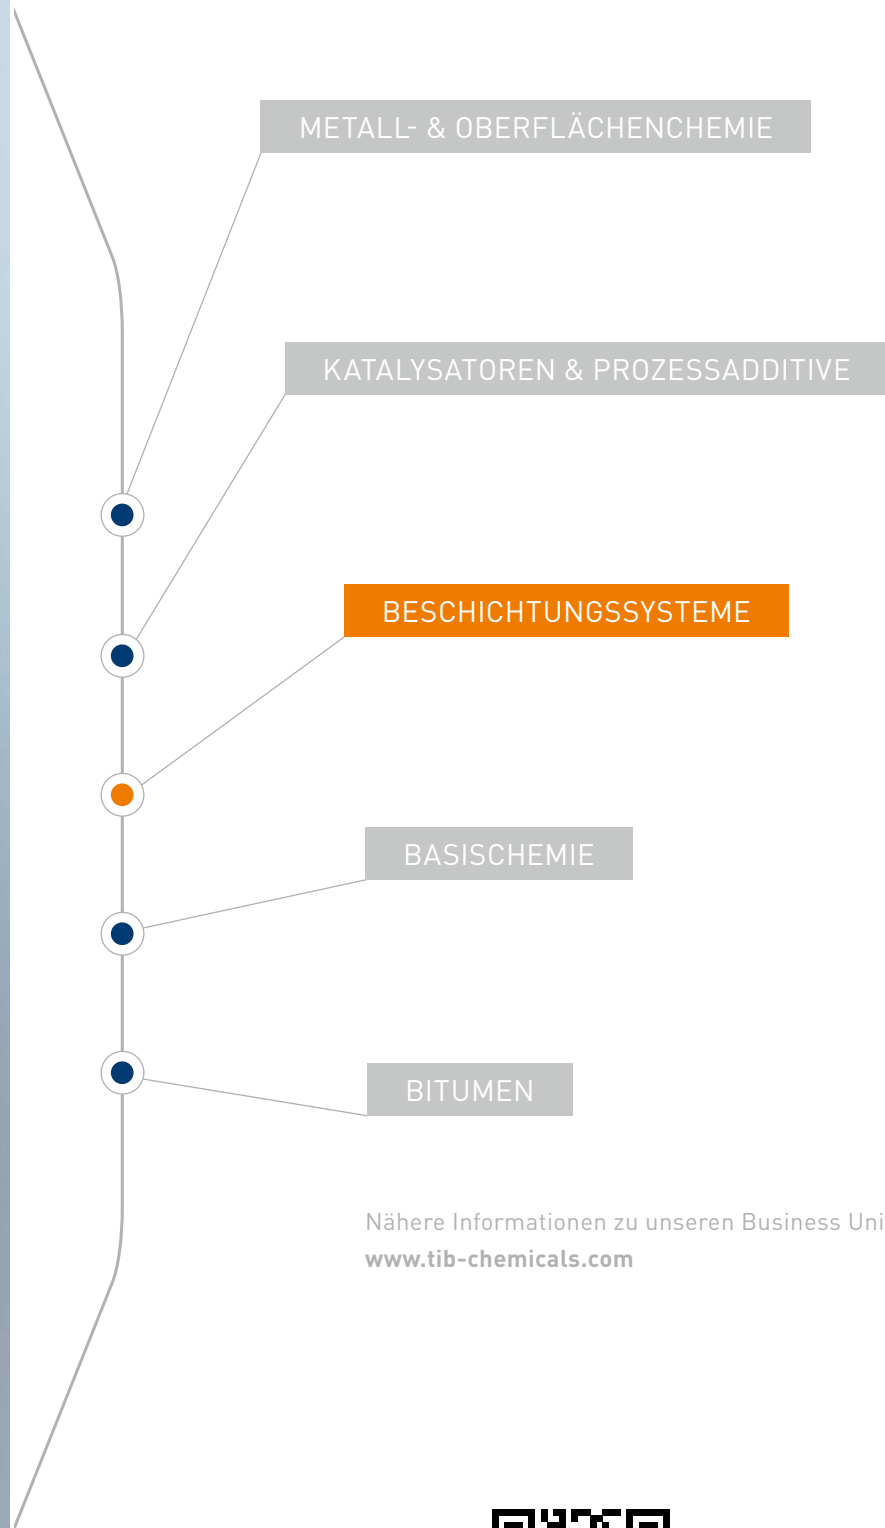 METALL- & OBERFLÄCHENCHEMIE
KATALYSATOREN & PROZESSADDITIVE
BESCHICHTUNGSSYSTEME
BASISCHEMIE
BITUMEN
Nähere Informationen zu unseren Business
www.tib-chemicals.com